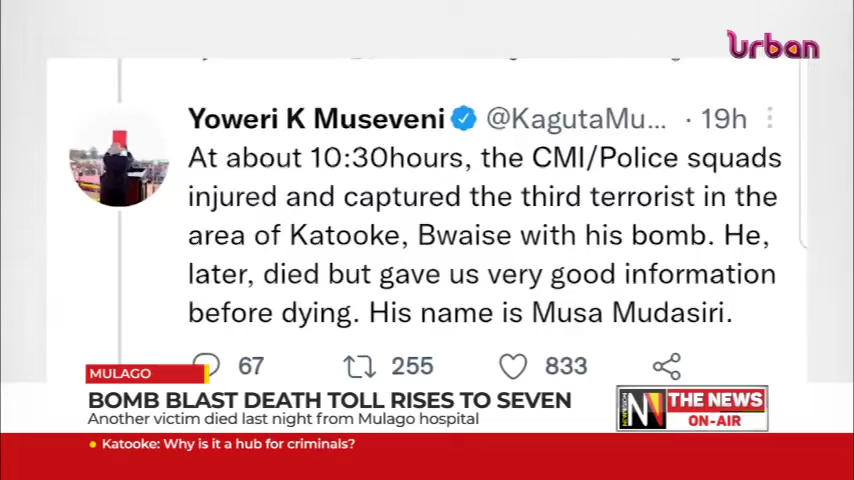 Urban
Yoweri K Museveni @KagutaMu... · 19h
At about 10:30hours, the CMI/Police squads
injured and captured the third terrorist in the
area of Katooke, Bwaise with his bomb. He,
later, died but gave us very good information
before dying. His name is Musa Mudasiri.
67 255 833
MULAGO
BOMB BLAST DEATH TOLL RISES TO SEVEN
Another victim died last night from Mulago hospital
THE NEWS
ON-AIR
• Katooke: Why is it a hub for criminals?